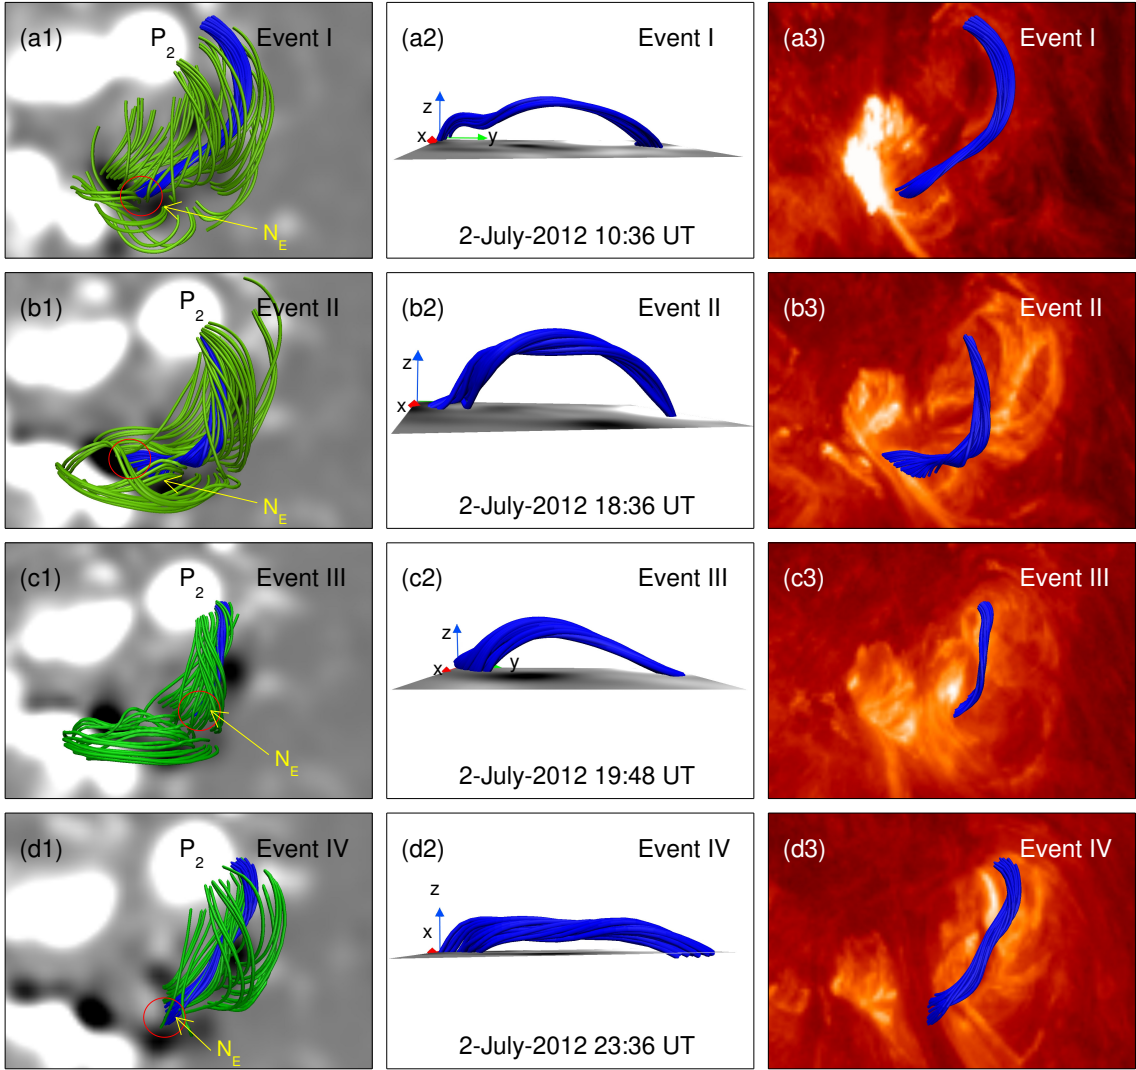 (a1) P2 Event I
NE
(a2) Event I
z
x y
2-July-2012 10:36 UT
(a3) Event I
(b1) P2 Event II
NE
(b2) Event II
z
x
2-July-2012 18:36 UT
(b3) Event II
(c1) P2 Event III
NE
(c2) Event III
z
x y
2-July-2012 19:48 UT
(c3) Event III
(d1) P2 Event IV
NE
(d2) Event IV
z
x
2-July-2012 23:36 UT
(d3) Event IV